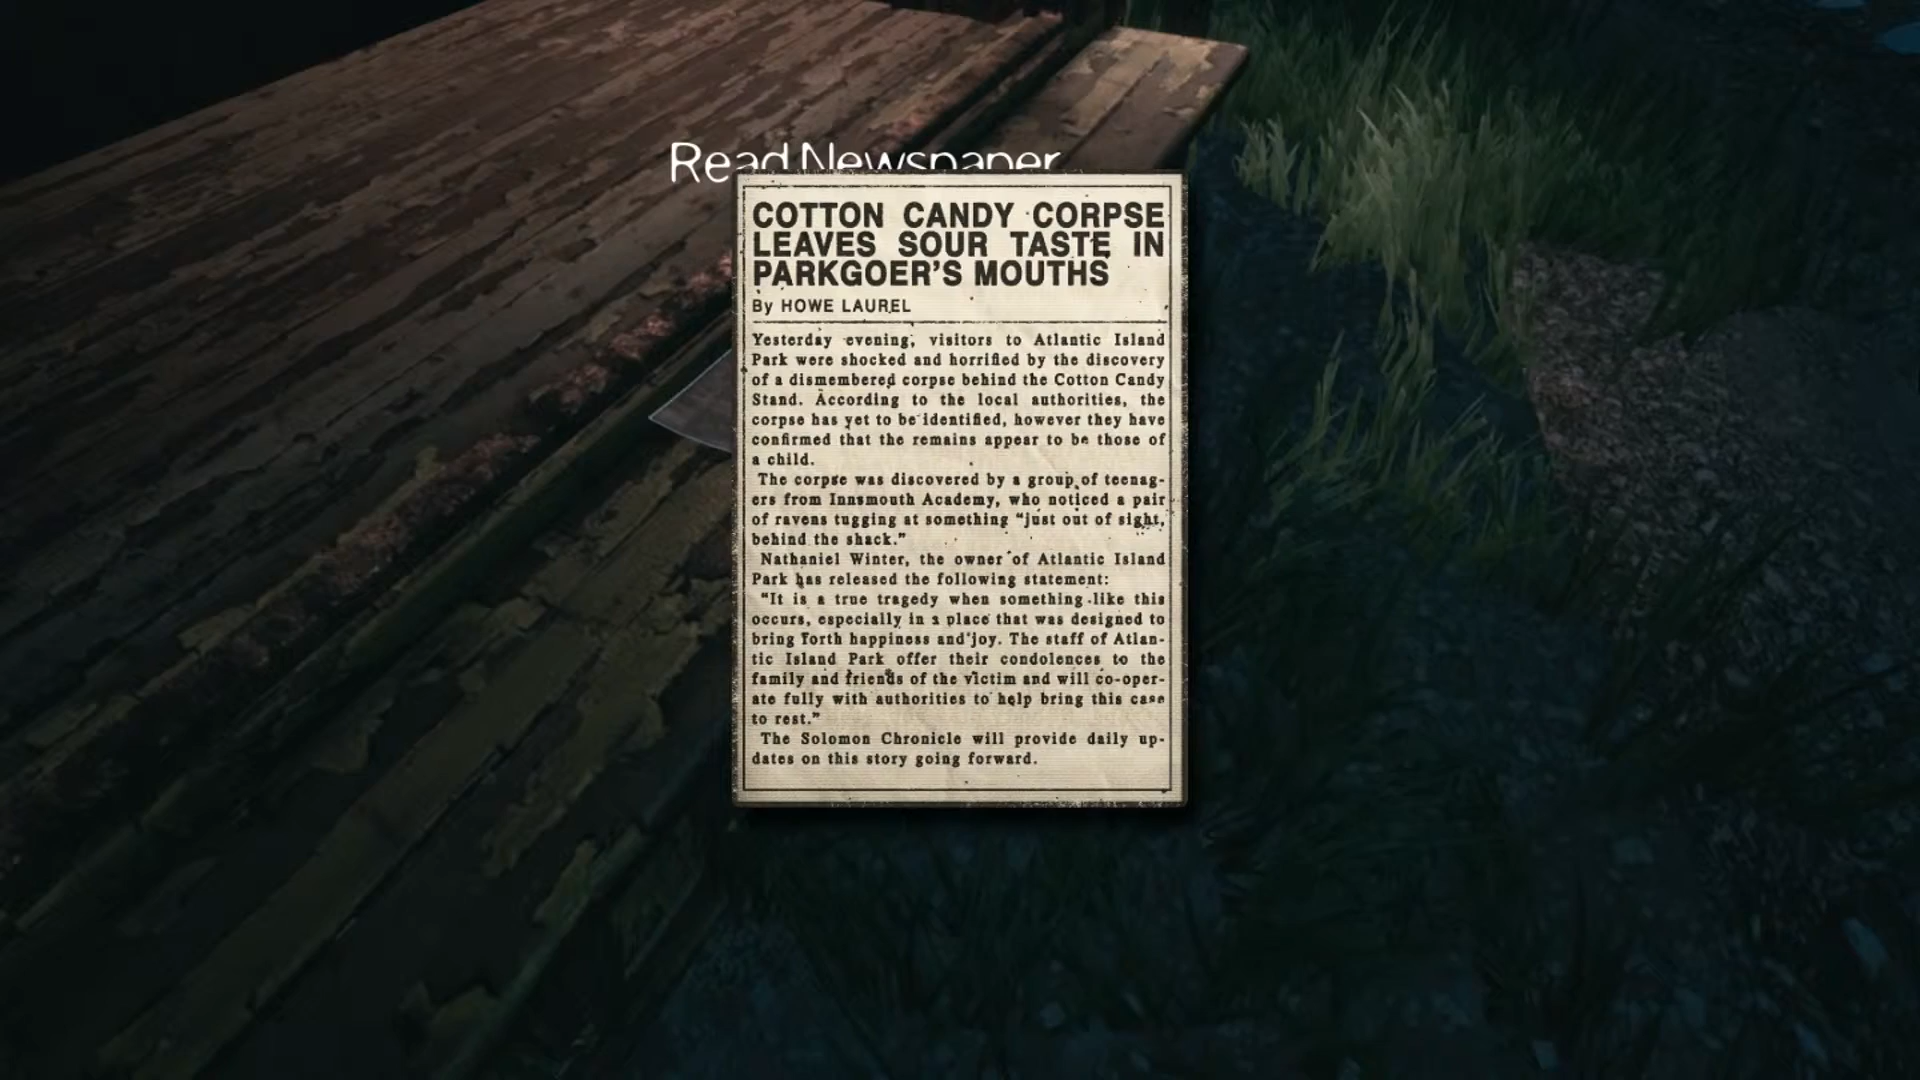 Read Newspaper
COTTON CANDY CORPSE
LEAVES SOUR TASTE IN
PARKGOER'S MOUTHS
By HOWE LAUREL
Yesterday evening, visitors to Atlantic Island
Park were shocked and horrified by the discovery
of a dismembered corpse behind the Cotton Candy
Stand. According to the local authorities, the
corpse has yet to be identified, however they have
confirmed that the remains appear to be those of
a child.
The corpse was discovered by a group of teenag-
ers from Innsmouth Academy, who noticed a pair
of ravens tugging at something “just out of sight,
behind the shack.”
Nathaniel Winter, the owner of Atlantic Island
Park has released the following statement:
“It is a true tragedy when something like this
occurs, especially in a place that was designed to
bring forth happiness and joy. The staff of Atlan-
tic Island Park offer their condolences to the
family and friends of the victim and will co-oper-
ate fully with authorities to help bring this case
to rest.”
The Solomon Chronicle will provide daily up-
dates on this story going forward.